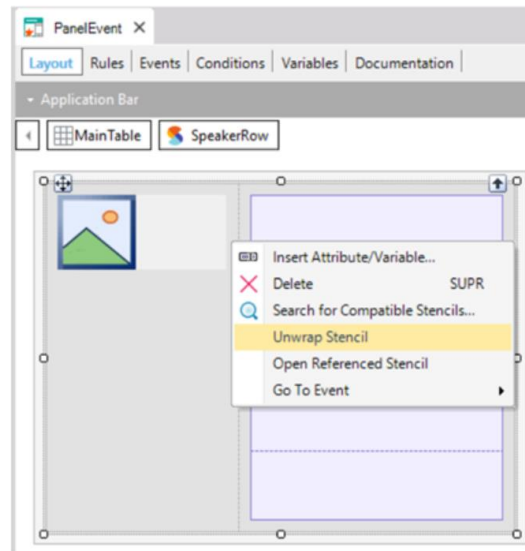 PanelEvent
Layout Rules Events Conditions Variables Documentation
Application Bar
MainTable SpeakerRow
Insert Attribute/Variable...
Delete SUPR
Search for Compatible Stencils...
Unwrap Stencil
Open Referenced Stencil
Go To Event